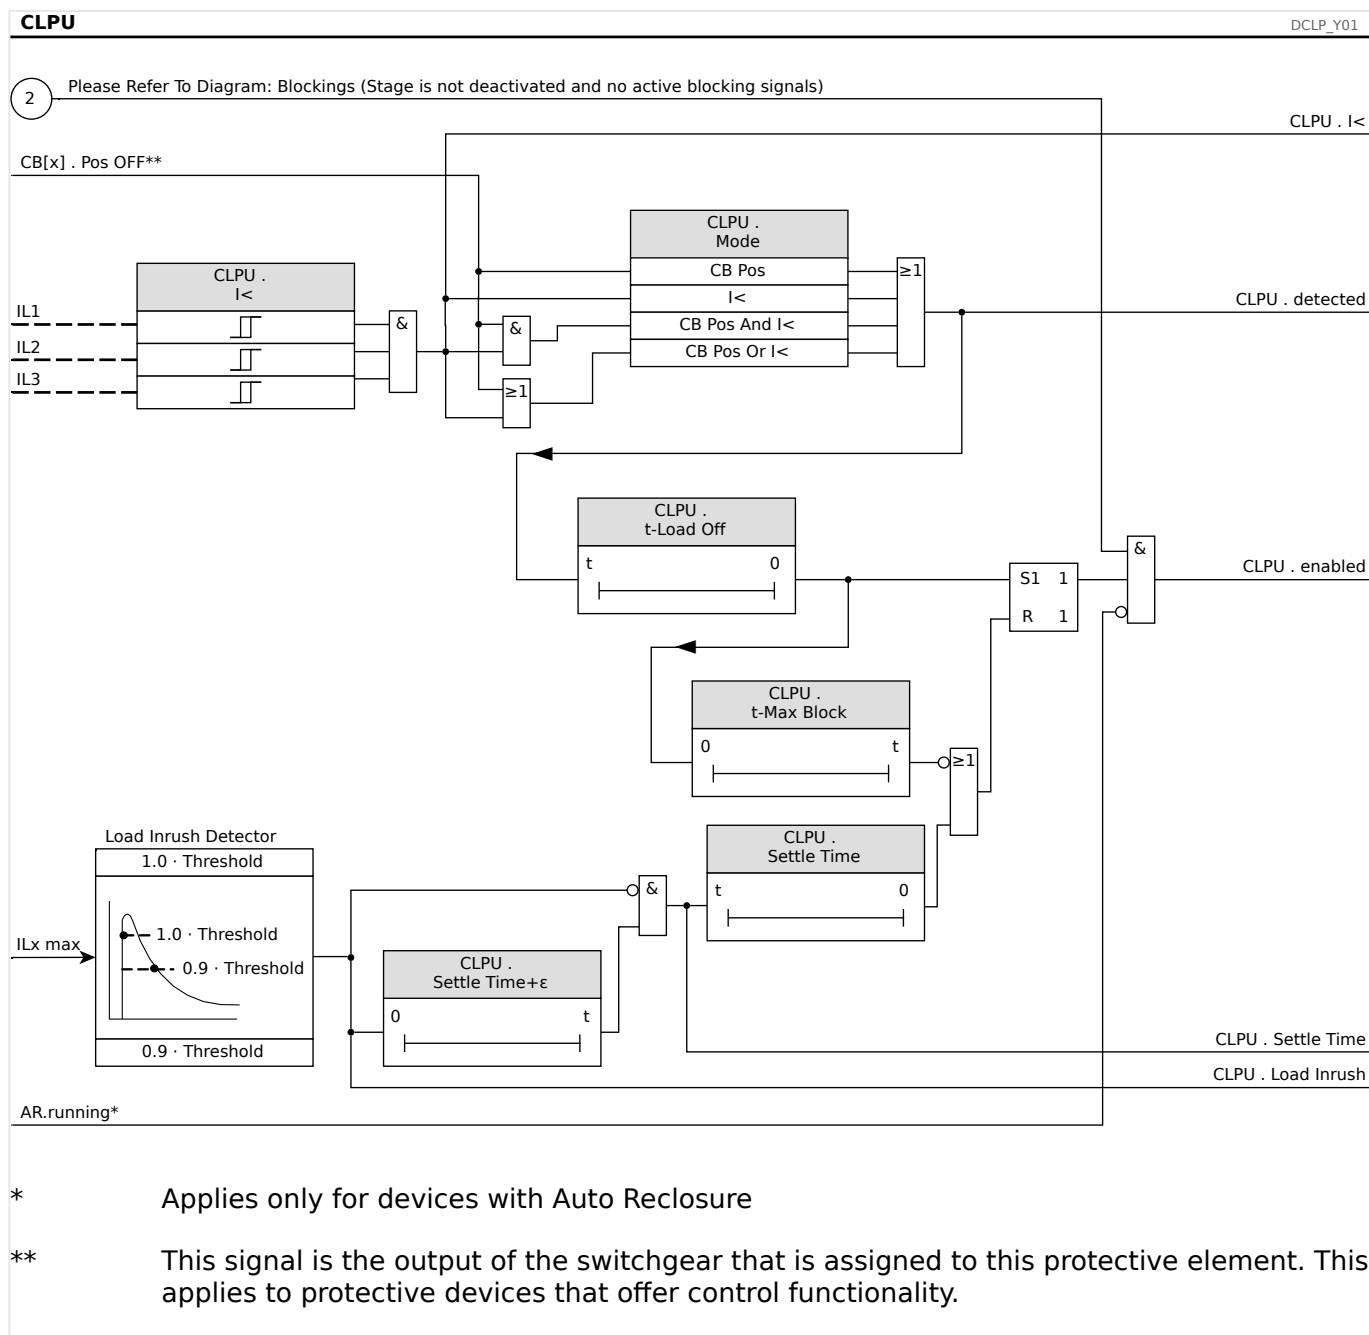 CLPU
DCLP_Y01
2
Please Refer To Diagram: Blockings (Stage is not deactivated and no active blocking signals)
CLPU . I<
CB[x] . Pos OFF**
CLPU .
Mode
CB Pos
I<
CB Pos And I<
CB Pos Or I<
≥1
CLPU . detected
CLPU .
I<
IL1
IL2
IL3
&
&
≥1
CLPU .
t-Load Off
t 0
S1 1
R 1
&
CLPU . enabled
CLPU .
t-Max Block
0 t
≥1
Load Inrush Detector
1.0 · Threshold
1.0 · Threshold
0.9 · Threshold
0.9 · Threshold
ILx max
CLPU .
Settle Time+ε
0 t
&
CLPU .
Settle Time
t 0
CLPU . Settle Time
CLPU . Load Inrush
AR.running*
* Applies only for devices with Auto Reclosure
** This signal is the output of the switchgear that is assigned to this protective element. This
applies to protective devices that offer control functionality.